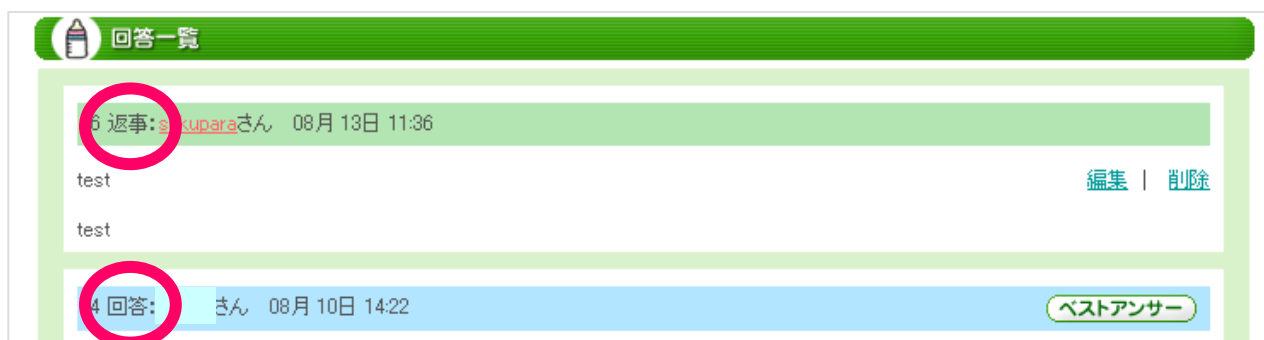 回答一覧
6 返事: さん 08月 13日 11:36
test
編集 | 削除
test
4 回答: さん 08月 10日 14:22
ベストアンサー